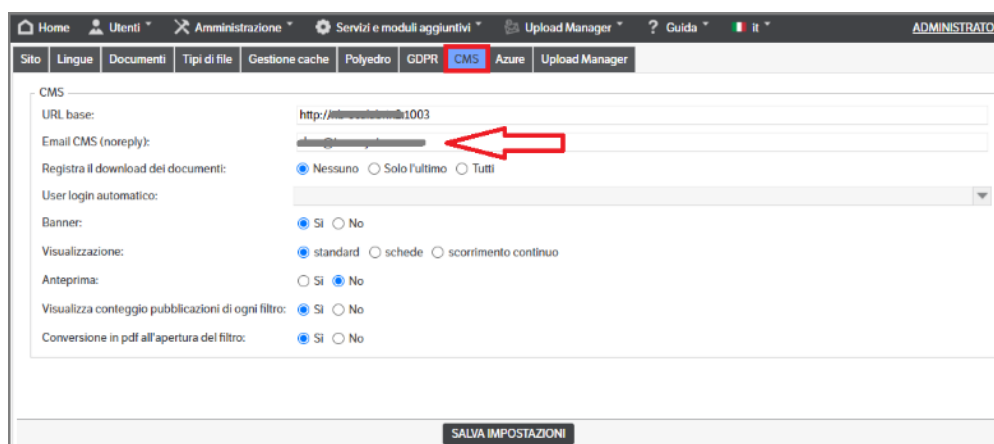 Home Utenti Amministrazione Servizi e moduli aggiuntivi Upload Manager ? Guida it ADMINISTRATO
Sito Lingue Documenti Tipi di file Gestione cache Polyedro GDPR CMS Azure Upload Manager
CMS
URL base: http:// :1003
Email CMS (noreply):
Registra il download dei documenti: Nessuno Solo l'ultimo Tutti
User login automatico:
Banner: Sì No
Visualizzazione: standard schede scorrimento continuo
Anteprima: Sì No
Visualizza conteggio pubblicazioni di ogni filtro: Sì No
Conversione in pdf all'apertura del filtro: Sì No
SALVA IMPOSTAZIONI